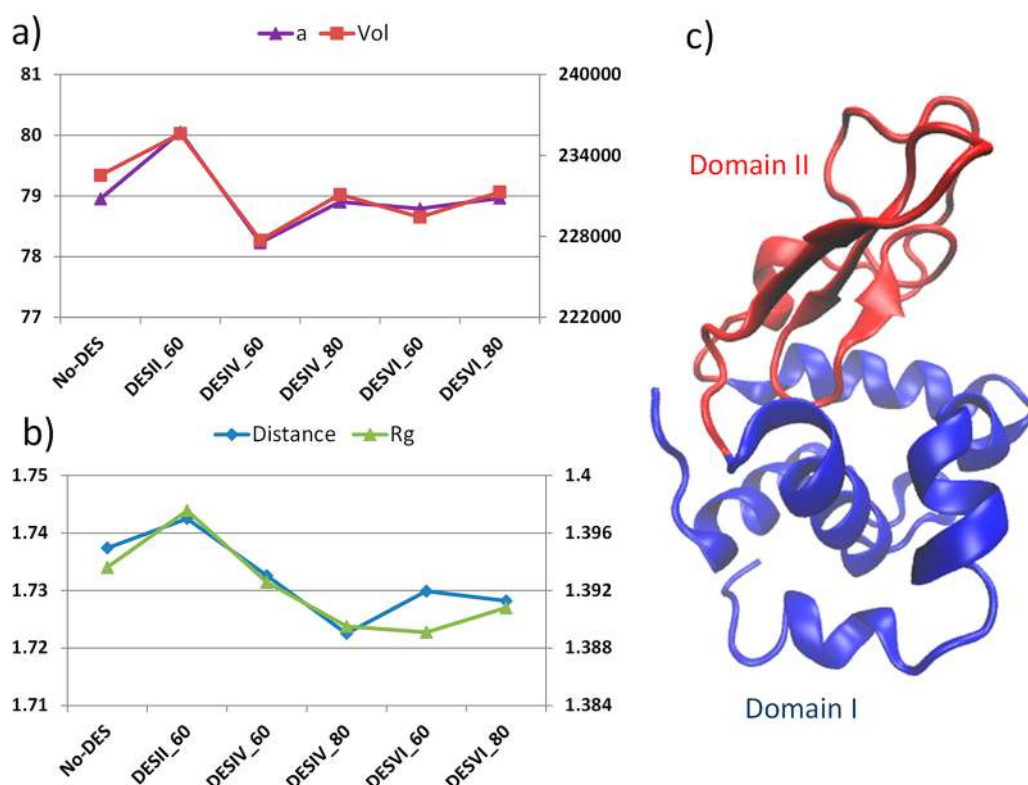 a)
a Vol
81
80
79
78
77
240000
234000
228000
222000
No-DES
DESII_60
DESIV_60
DESIV_80
DESVI_60
DESVI_80
b)
Distance Rg
1.75
1.74
1.73
1.72
1.71
1.4
1.396
1.392
1.388
1.384
No-DES
DESII_60
DESIV_60
DESIV_80
DESVI_60
DESVI_80
c)
Domain II
Domain I